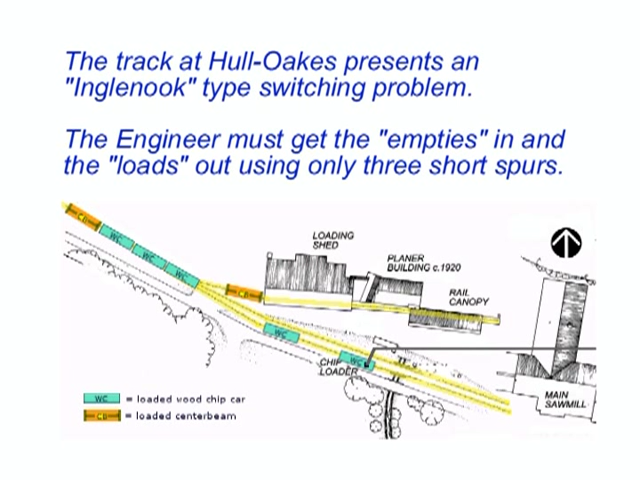 The track at Hull-Oakes presents an
"Inglenook" type switching problem.
The Engineer must get the "empties" in and
the "loads" out using only three short spurs.
CB
WC
WC
WC
LOADING
SHED
PLANER
BUILDING c.1920
CB
RAIL
CANOPY
WC
WC
CHIP
LOADER
MAIN
SAWMILL
WC = loaded wood chip car
CB = loaded centerbeam